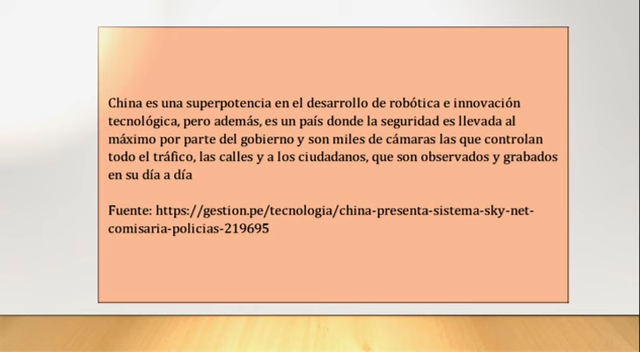 China es una superpotencia en el desarrollo de robótica e innovación
tecnológica, pero además, es un país donde la seguridad es llevada al
máximo por parte del gobierno y son miles de cámaras las que controlan
todo el tráfico, las calles y a los ciudadanos, que son observados y grabados
en su día a día
Fuente: https://gestion.pe/tecnologia/china-presenta-sistema-sky-net-
comisaria-policias-219695